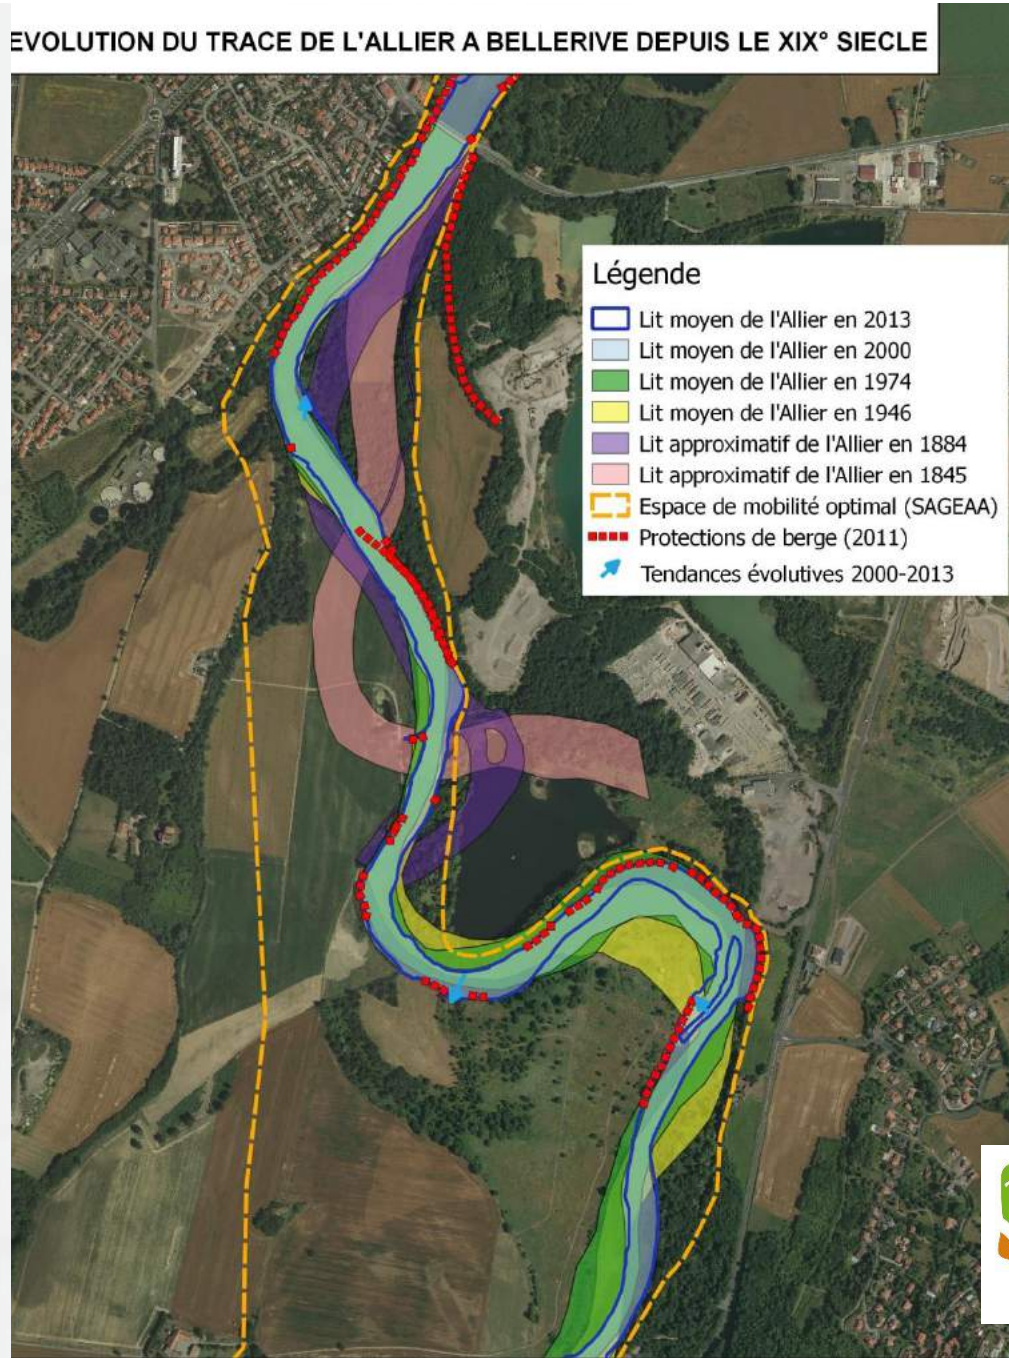 EVOLUTION DU TRACE DE L'ALLIER A BELLERIVE DEPUIS LE XIX° SIECLE
Légende
Lit moyen de l'Allier en 2013
Lit moyen de l'Allier en 2000
Lit moyen de l'Allier en 1974
Lit moyen de l'Allier en 1946
Lit approximatif de l'Allier en 1884
Lit approximatif de l'Allier en 1845
Espace de mobilité optimal (SAGEAA)
Protections de berge (2011)
Tendances évolutives 2000-2013